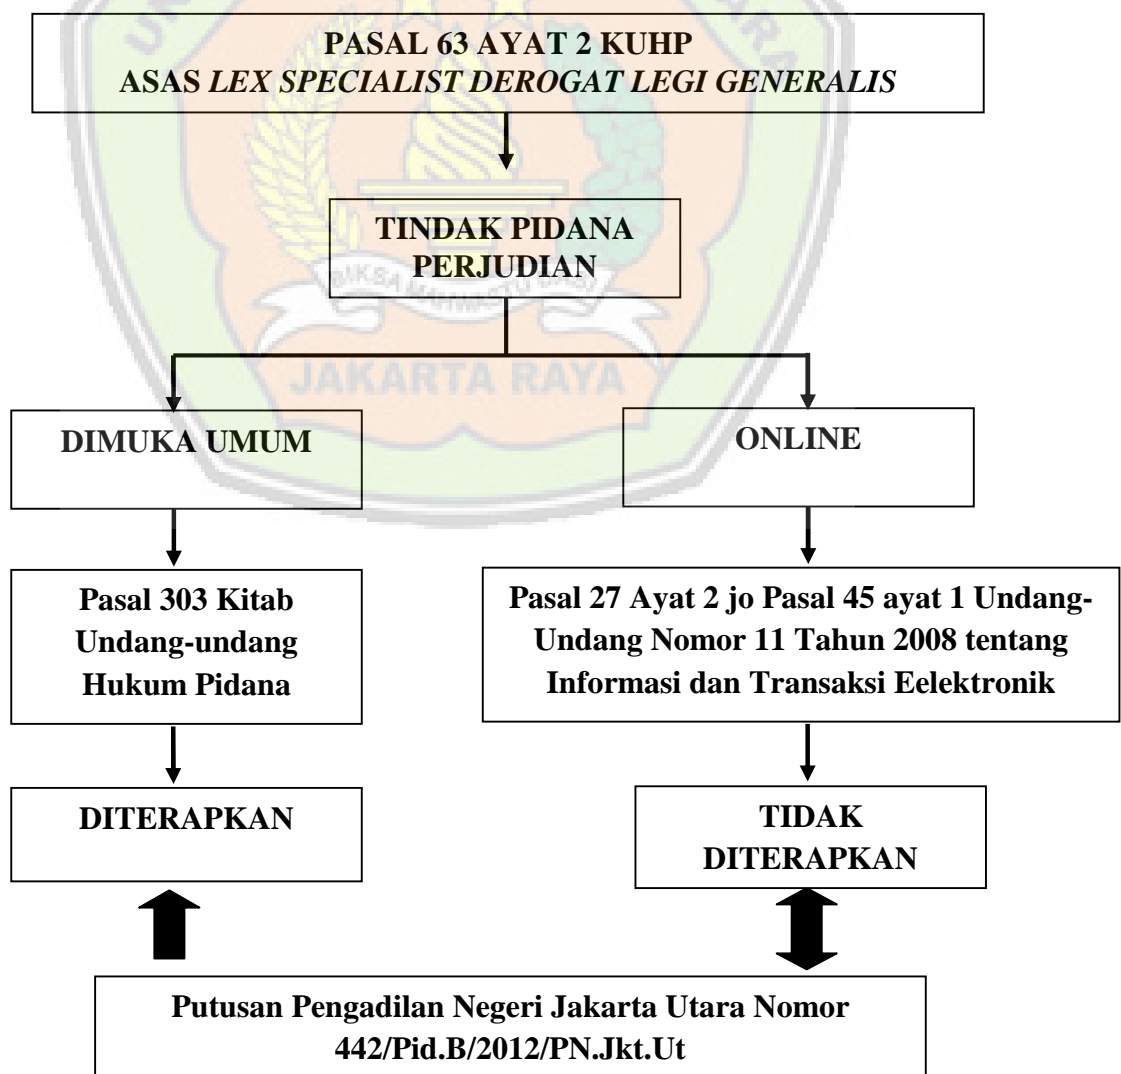 PASAL 63 AYAT 2 KUHP
ASAS LEX SPECIALIST DEROGAT LEGI GENERALIS
TINDAK PIDANA
PERJUDIAN
JAKARTA RAYA
DIMUKA UMUM
ONLINE
Pasal 303 Kitab
Undang-undang
Hukum Pidana
Pasal 27 Ayat 2 jo Pasal 45 ayat 1 Undang-
Undang Nomor 11 Tahun 2008 tentang
Informasi dan Transaksi Eelektronik
DITERAPKAN
TIDAK
DITERAPKAN
Putusan Pengadilan Negeri Jakarta Utara Nomor
442/Pid.B/2012/PN.Jkt.Ut